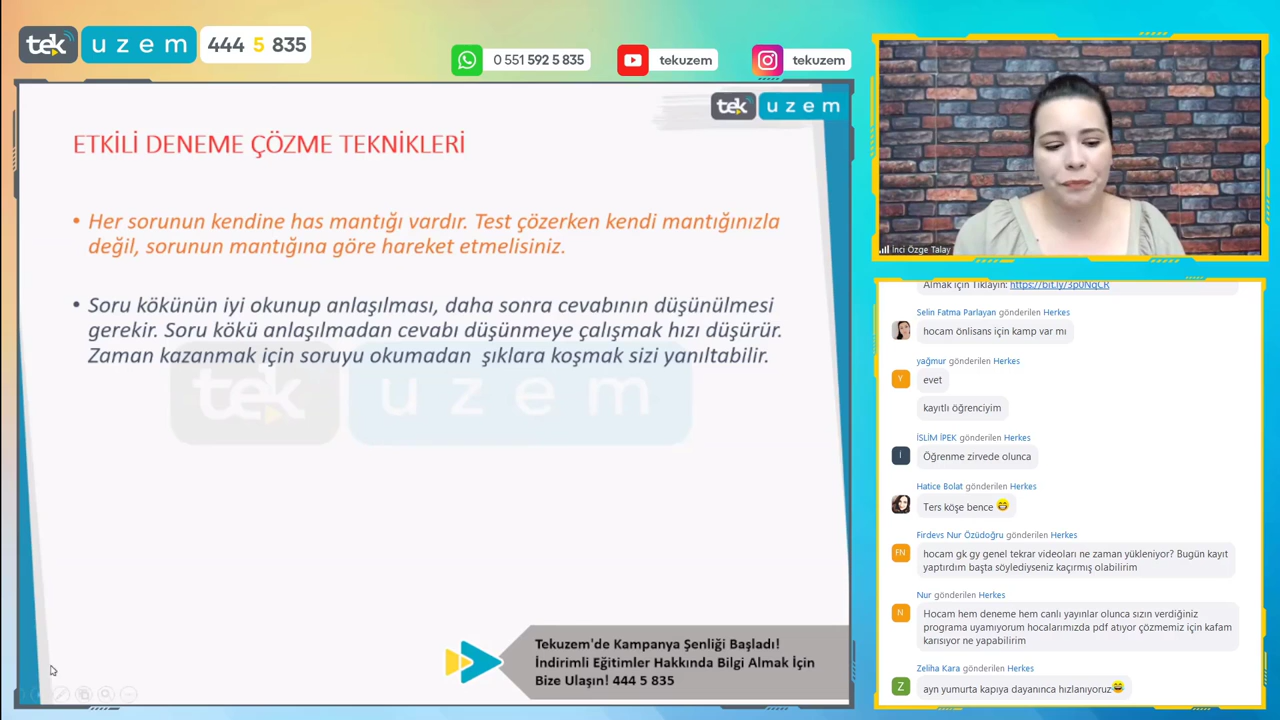 tek uzem 444 5 835
0 551 592 5 835
tekuzem
tekuzem
tek uzem
ETKİLİ DENEME ÇÖZME TEKNİKLERİ
• Her sorunun kendine has mantığı vardır. Test çözerken kendi mantığınızla
değil, sorunun mantığına göre hareket etmelisiniz.
• Soru kökünün iyi okunup anlaşılması, daha sonra cevabının düşünülmesi
gerekir. Soru kökü anlaşılmadan cevabı düşünmeye çalışmak hızı düşürür.
Zaman kazanmak için soruyu okumadan şıklara koşmak sizi yanıltabilir.
tek uzem
Tekuzem'de Kampanya Şenliği Başladı!
İndirimli Eğitimler Hakkında Bilgi Almak İçin
Bize Ulaşın! 444 5 835
İnci Özge Talay
Almak için Tıklayın: https://bit.ly/3p0NqCR
Selin Fatma Parlayan gönderilen Herkes
hocam önlisans için kamp var mı
yağmur gönderilen Herkes
Y
evet
kayıtlı öğrenciyim
İSLİM İPEK gönderilen Herkes
İ
Öğrenme zirvede olunca
Hatice Bolat gönderilen Herkes
Ters köşe bence 😄
Firdevs Nur Özüdoğru gönderilen Herkes
FN
hocam gk gy genel tekrar videoları ne zaman yükleniyor? Bugün kayıt
yaptırdım başta söylediyseniz kaçırmış olabilirim
Nur gönderilen Herkes
N
Hocam hem deneme hem canlı yayınlar olunca sızın verdiğiniz
programa uyamıyorum hocalarımızda pdf atıyor çözmemiz için kafam
karısıyor ne yapabilirim
Zeliha Kara gönderilen Herkes
Z
ayn yumurta kapıya dayanınca hızlanıyoruz😄